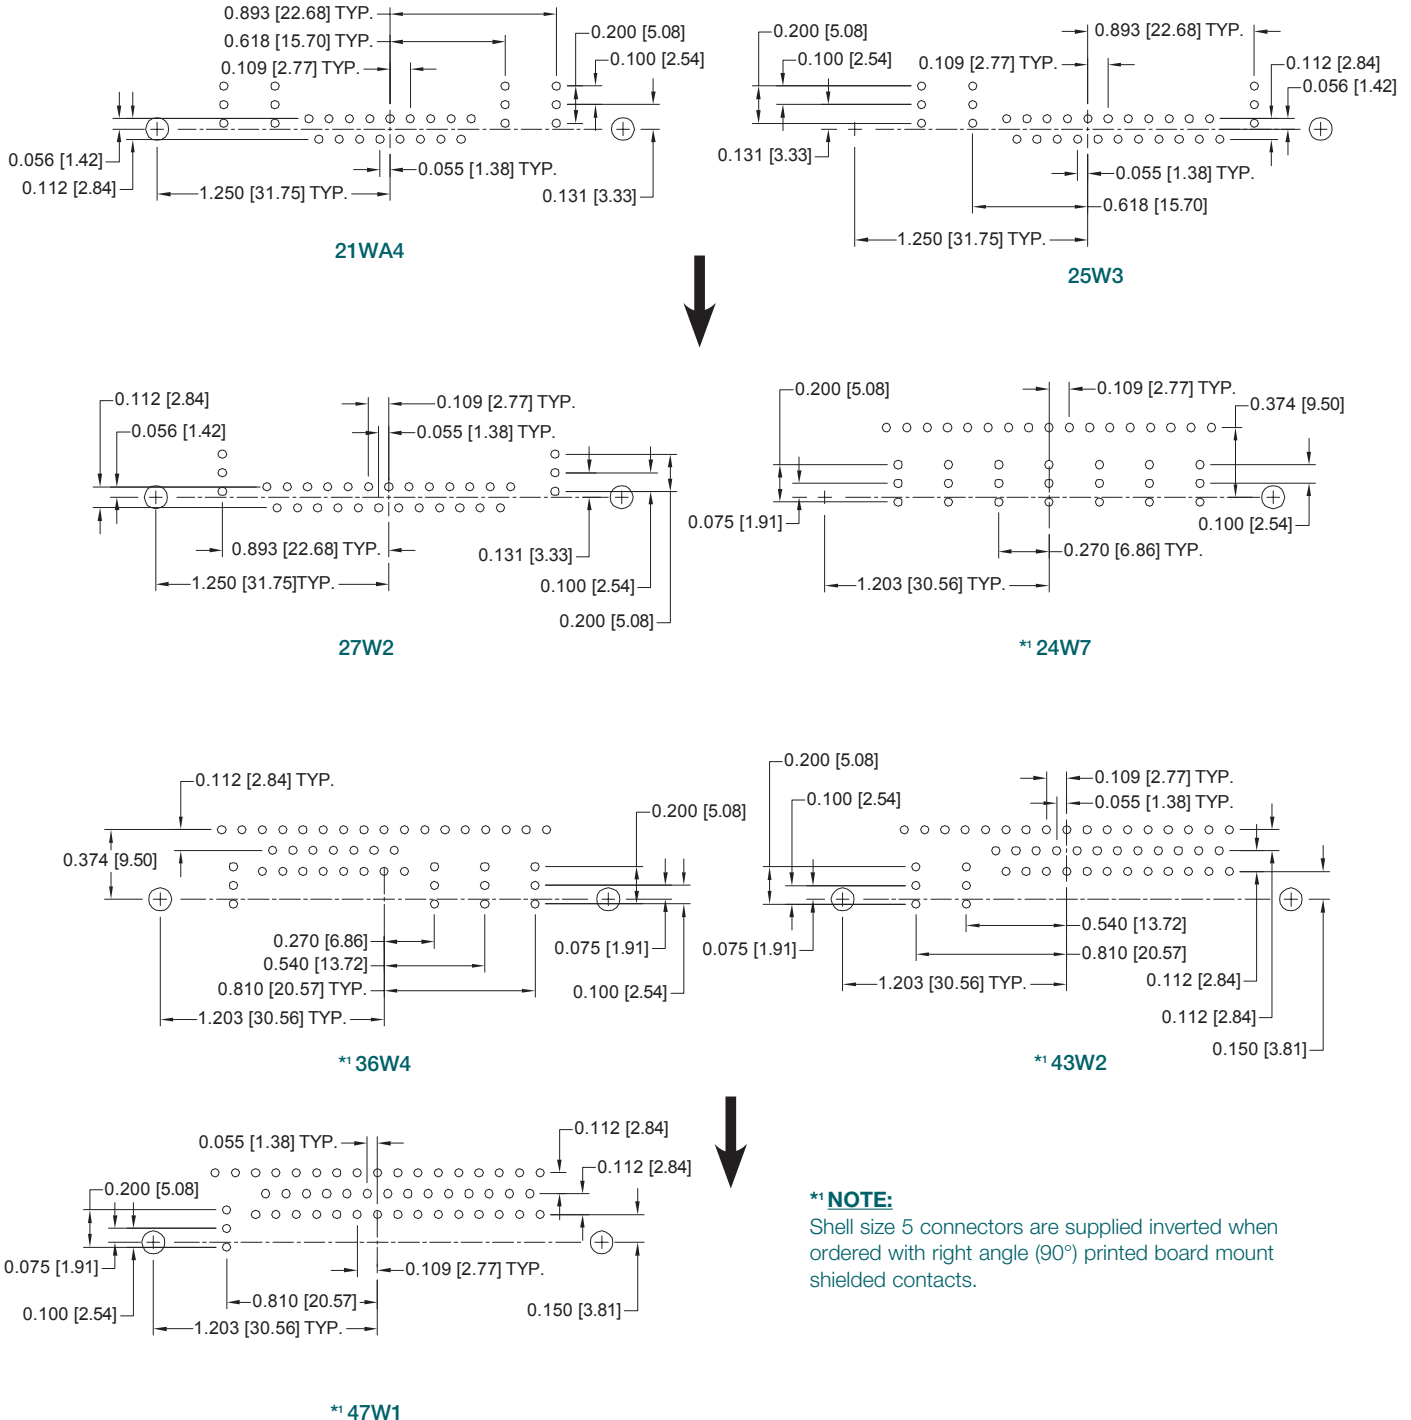 0.893 [22.68] TYP.
0.618 [15.70] TYP.
0.109 [2.77] TYP.
0.200 [5.08]
0.100 [2.54]
0.056 [1.42]
0.112 [2.84]
0.055 [1.38] TYP.
1.250 [31.75] TYP.
0.131 [3.33]
21WA4
0.200 [5.08]
0.100 [2.54]
0.109 [2.77] TYP.
0.893 [22.68] TYP.
0.112 [2.84]
0.056 [1.42]
0.131 [3.33]
0.055 [1.38] TYP.
0.618 [15.70]
1.250 [31.75] TYP.
25W3
0.112 [2.84]
0.056 [1.42]
0.109 [2.77] TYP.
0.055 [1.38] TYP.
0.893 [22.68] TYP.
1.250 [31.75]TYP.
0.131 [3.33]
0.100 [2.54]
0.200 [5.08]
27W2
0.200 [5.08]
0.109 [2.77] TYP.
0.374 [9.50]
0.075 [1.91]
0.100 [2.54]
0.270 [6.86] TYP.
1.203 [30.56] TYP.
*1 24W7
0.112 [2.84] TYP.
0.374 [9.50]
0.200 [5.08]
0.270 [6.86]
0.540 [13.72]
0.810 [20.57] TYP.
1.203 [30.56] TYP.
0.075 [1.91]
0.100 [2.54]
*1 36W4
0.200 [5.08]
0.100 [2.54]
0.109 [2.77] TYP.
0.055 [1.38] TYP.
0.075 [1.91]
0.540 [13.72]
0.810 [20.57]
1.203 [30.56] TYP.
0.112 [2.84]
0.112 [2.84]
0.150 [3.81]
*1 43W2
0.055 [1.38] TYP.
0.112 [2.84]
0.112 [2.84]
0.200 [5.08]
0.075 [1.91]
0.100 [2.54]
0.109 [2.77] TYP.
0.810 [20.57]
1.203 [30.56] TYP.
0.150 [3.81]
*1 47W1
*1 NOTE:
Shell size 5 connectors are supplied inverted when
ordered with right angle (90°) printed board mount
shielded contacts.